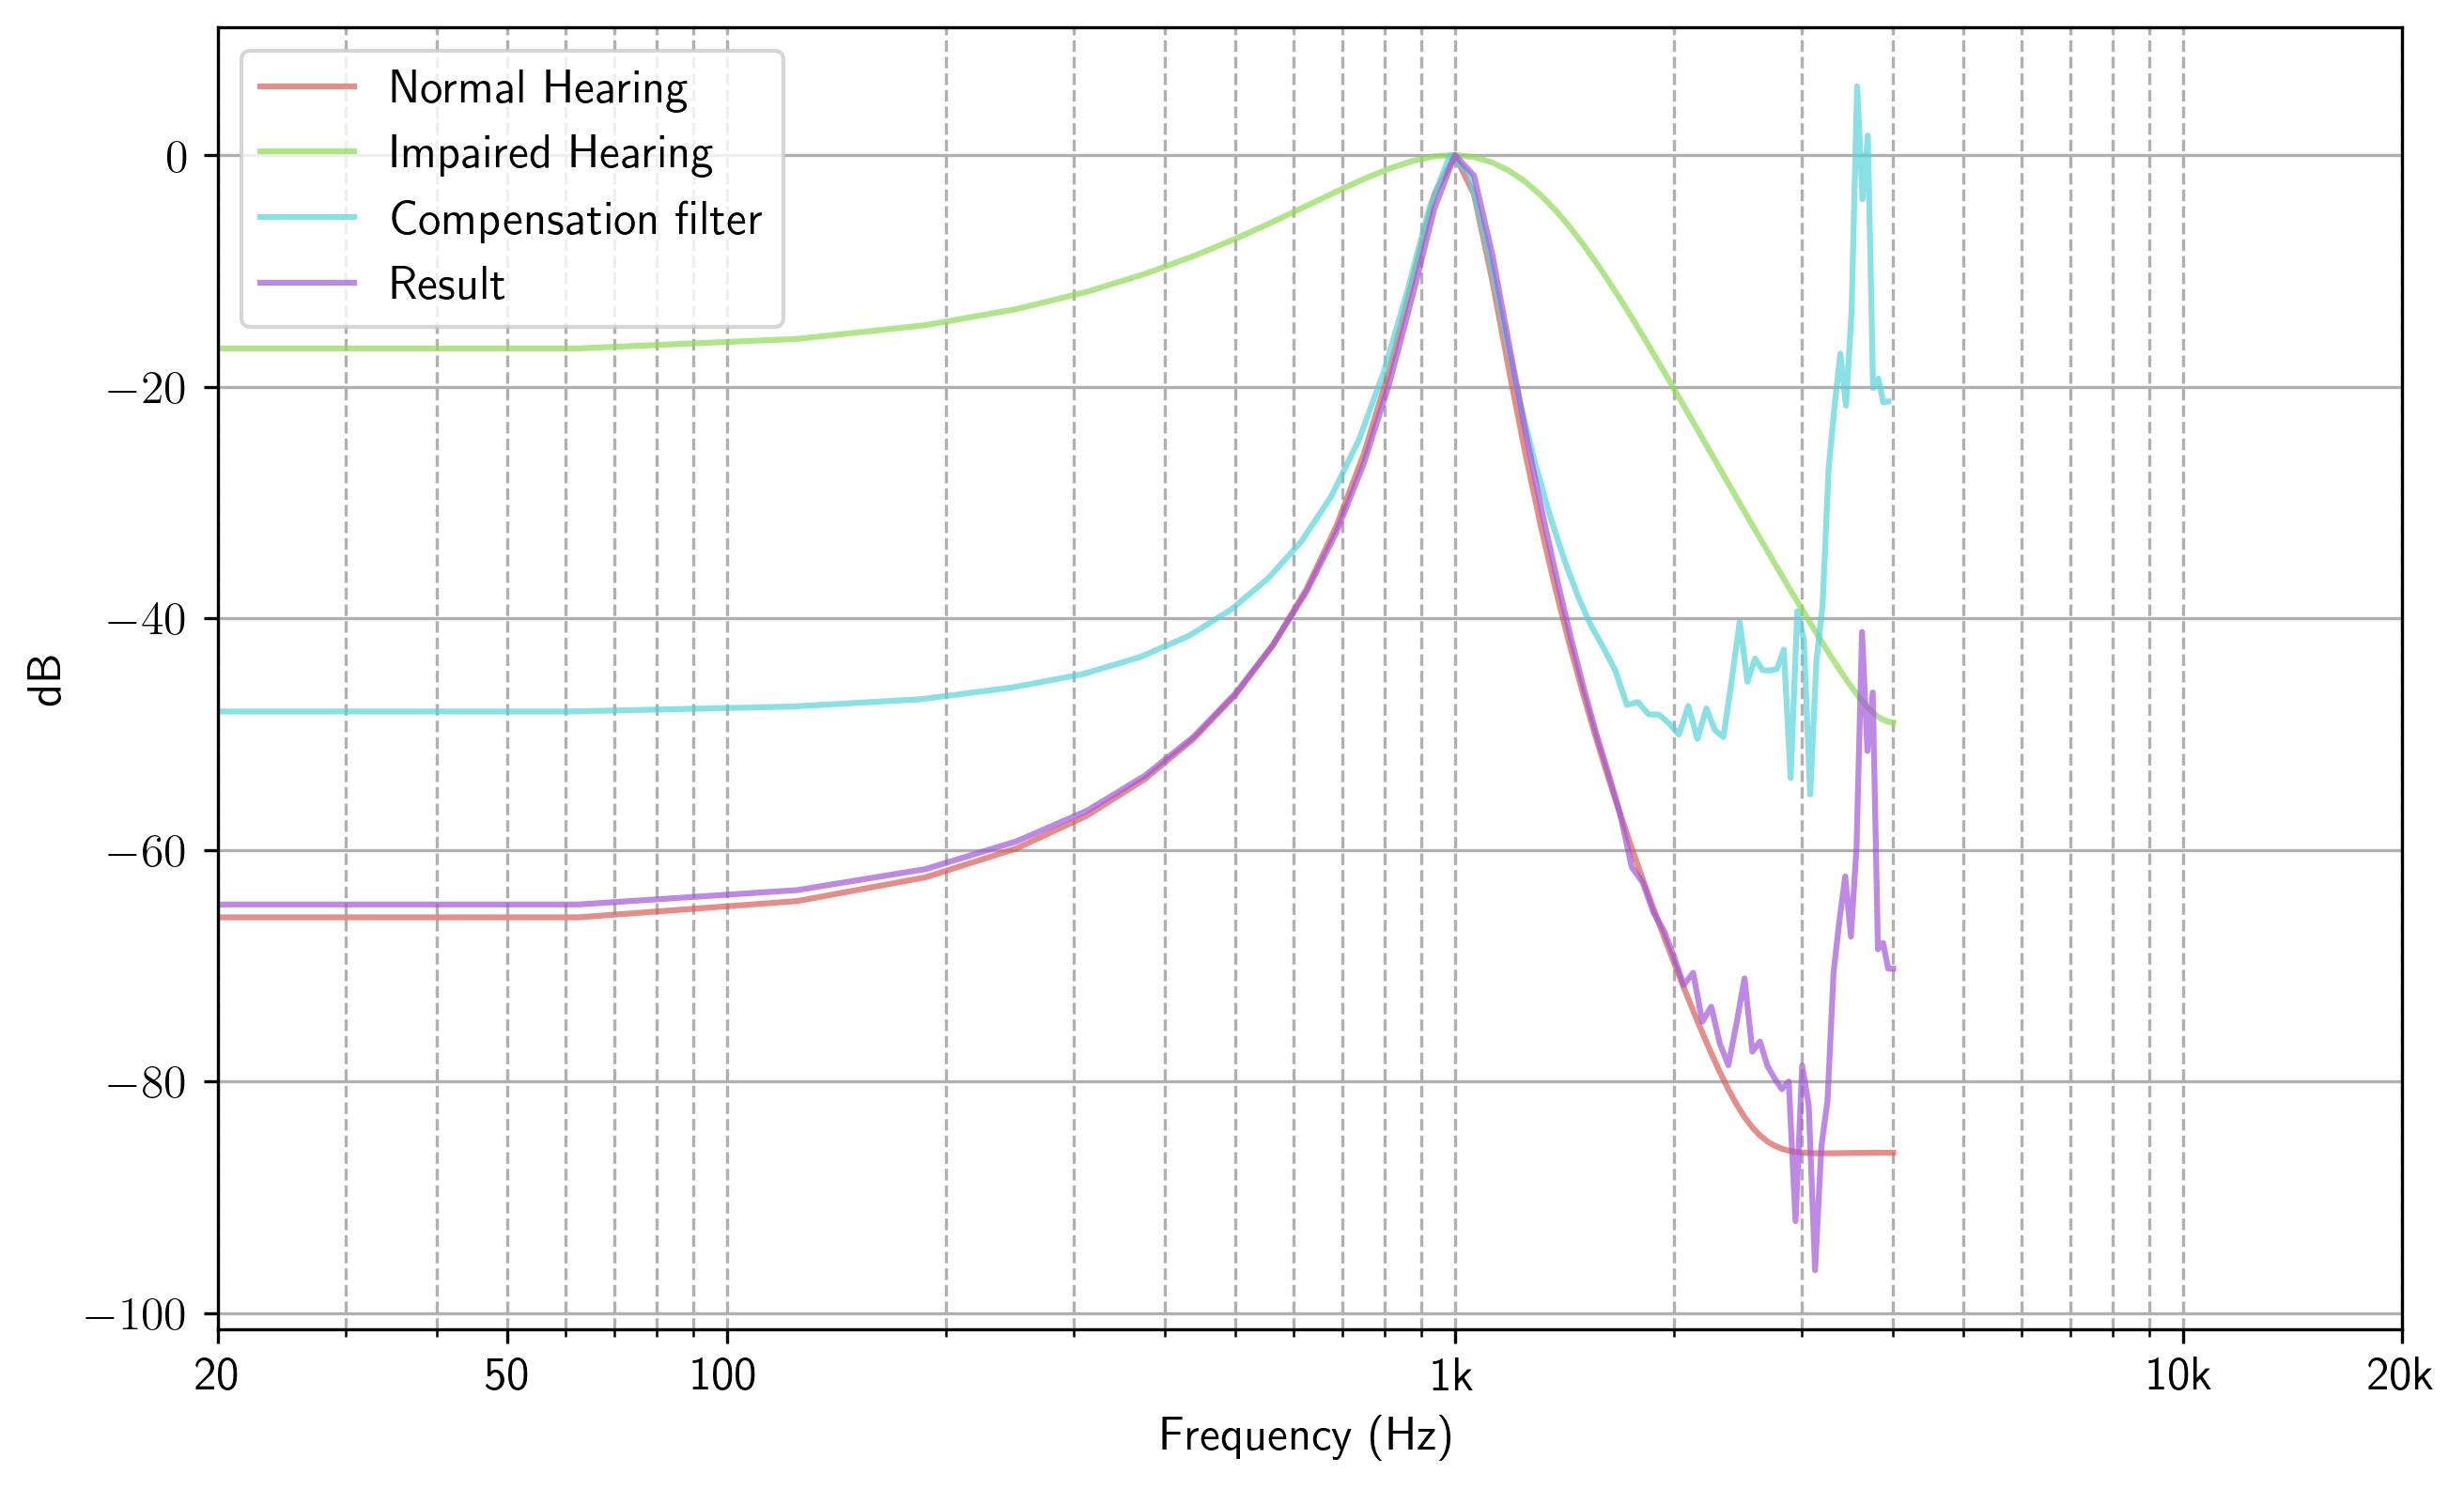 Normal Hearing
Impaired Hearing
Compensation filter
Result
0
−20
−40
−60
−80
−100
dB
20 50 100 1k 10k 20k
Frequency (Hz)